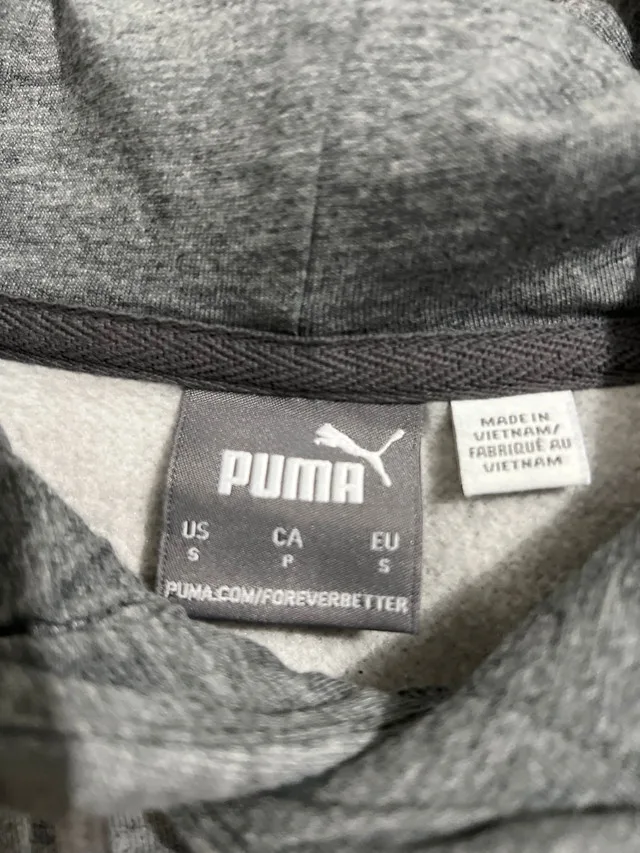 PUMA
US CA EU
S P S
PUMA.COM/FOREVERBETTER
MADE IN
VIETNAM/
FABRIQUÉ AU
VIETNAM